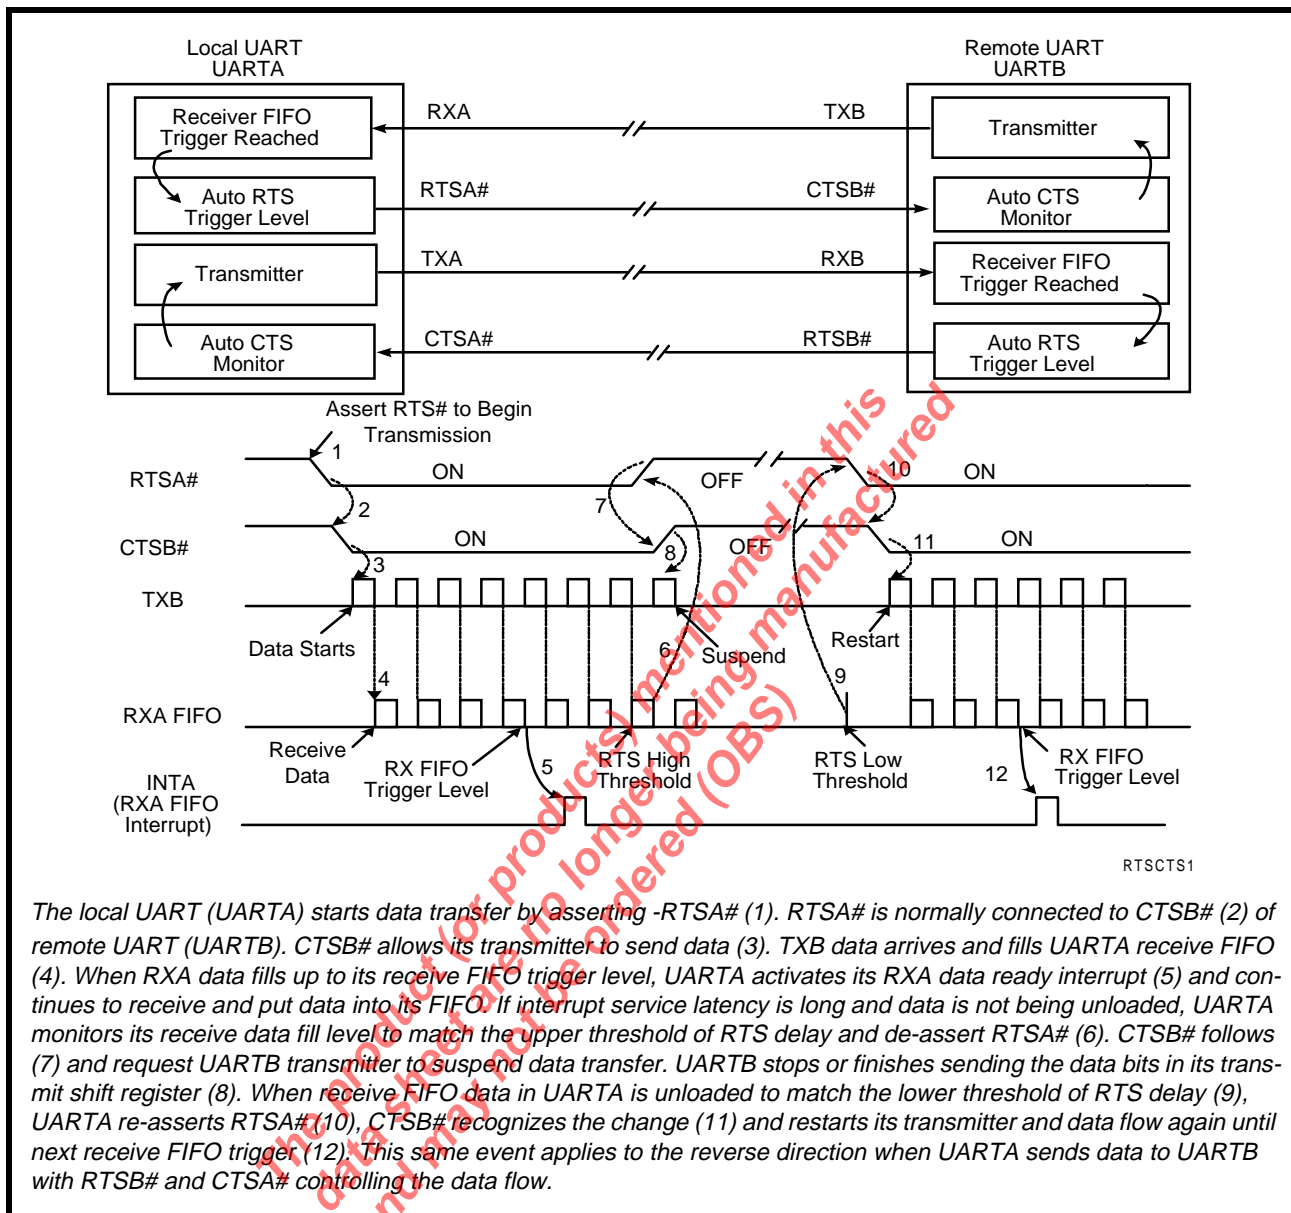 Local UART
UARTA
Remote UART
UARTB
Receiver FIFO
Trigger Reached
RXA
TXB
Transmitter
Auto RTS
Trigger Level
RTSA#
CTSB#
Auto CTS
Monitor
Transmitter
TXA
RXB
Receiver FIFO
Trigger Reached
Auto CTS
Monitor
CTSA#
RTSB#
Auto RTS
Trigger Level
Assert RTS# to Begin
Transmission
1
RTSA#
ON
OFF
10
ON
2
7
CTSB#
ON
8
OFF
11
ON
3
TXB
Data Starts
6
Suspend
Restart
4
9
RXA FIFO
Receive
Data
RX FIFO
Trigger Level
5
RTS High
Threshold
RTS Low
Threshold
12
RX FIFO
Trigger Level
INTA
(RXA FIFO
Interrupt)
RTSCTS1
The local UART (UARTA) starts data transfer by asserting -RTSA# (1). RTSA# is normally connected to CTSB# (2) of
remote UART (UARTB). CTSB# allows its transmitter to send data (3). TXB data arrives and fills UARTA receive FIFO
(4). When RXA data fills up to its receive FIFO trigger level, UARTA activates its RXA data ready interrupt (5) and con-
tinues to receive and put data into its FIFO. If interrupt service latency is long and data is not being unloaded, UARTA
monitors its receive data fill level to match the upper threshold of RTS delay and de-assert RTSA# (6). CTSB# follows
(7) and request UARTB transmitter to suspend data transfer. UARTB stops or finishes sending the data bits in its trans-
mit shift register (8). When receive FIFO data in UARTA is unloaded to match the lower threshold of RTS delay (9),
UARTA re-asserts RTSA# (10), CTSB# recognizes the change (11) and restarts its transmitter and data flow again until
next receive FIFO trigger (12). This same event applies to the reverse direction when UARTA sends data to UARTB
with RTSB# and CTSA# controlling the data flow.
The product (or products) mentioned in this
data sheet are no longer being manufactured
nd may not be ordered (OBS)